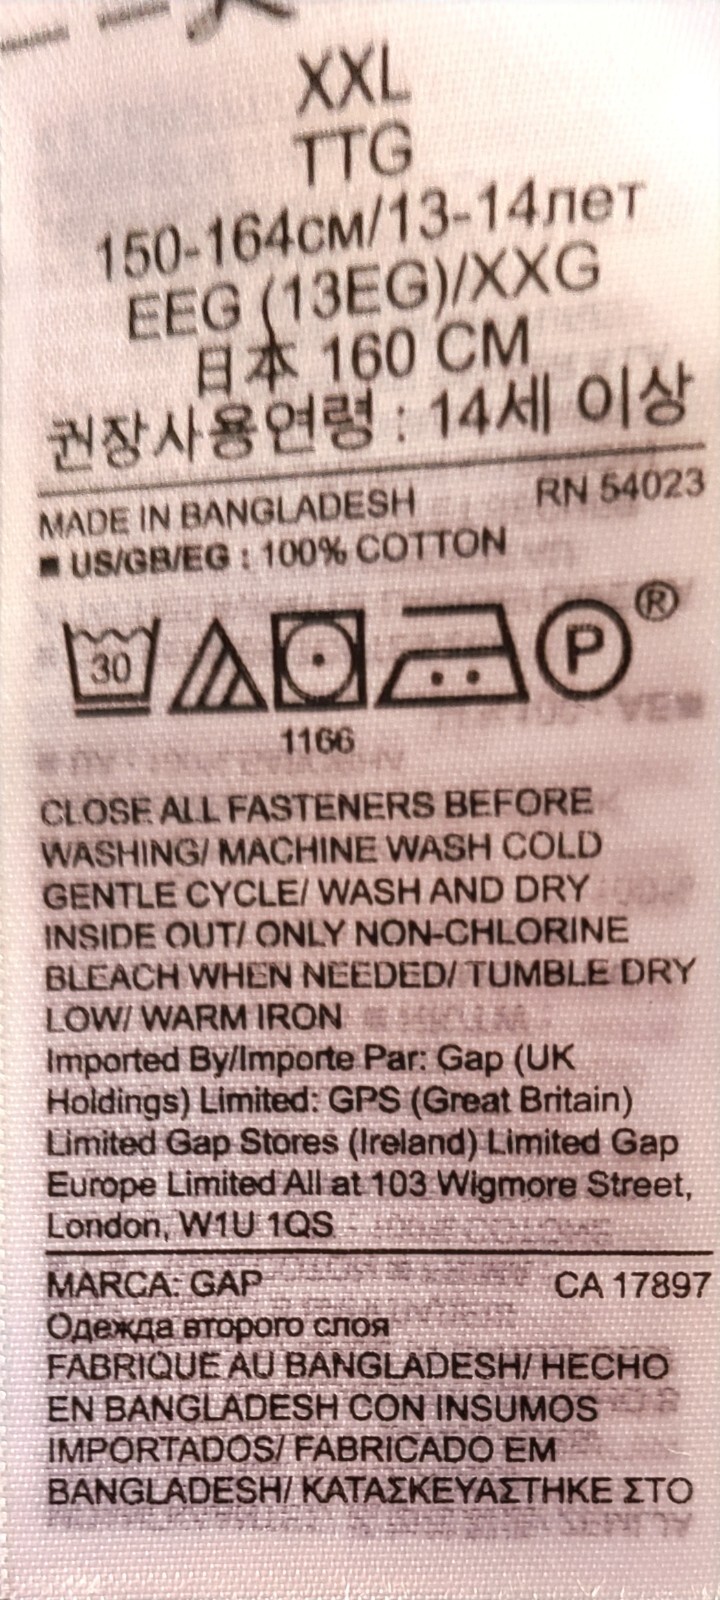 XXL
TTG
150-164см/13-14лет
EEG (13EG)/XXG
日本 160 CM
권장사용연령 : 14세 이상
MADE IN BANGLADESH RN 54023
■ US/GB/EG : 100% COTTON
30 P ®
1166
CLOSE ALL FASTENERS BEFORE
WASHING/ MACHINE WASH COLD
GENTLE CYCLE/ WASH AND DRY
INSIDE OUT/ ONLY NON-CHLORINE
BLEACH WHEN NEEDED/ TUMBLE DRY
LOW/ WARM IRON
Imported By/Importe Par: Gap (UK
Holdings) Limited: GPS (Great Britain)
Limited Gap Stores (Ireland) Limited Gap
Europe Limited All at 103 Wigmore Street,
London, W1U 1QS
MARCA: GAP CA 17897
Одежда второго слоя
FABRIQUE AU BANGLADESH/ HECHO
EN BANGLADESH CON INSUMOS
IMPORTADOS/ FABRICADO EM
BANGLADESH/ ΚΑΤΑΣΚΕΥΑΣΤΗΚΕ ΣΤΟ